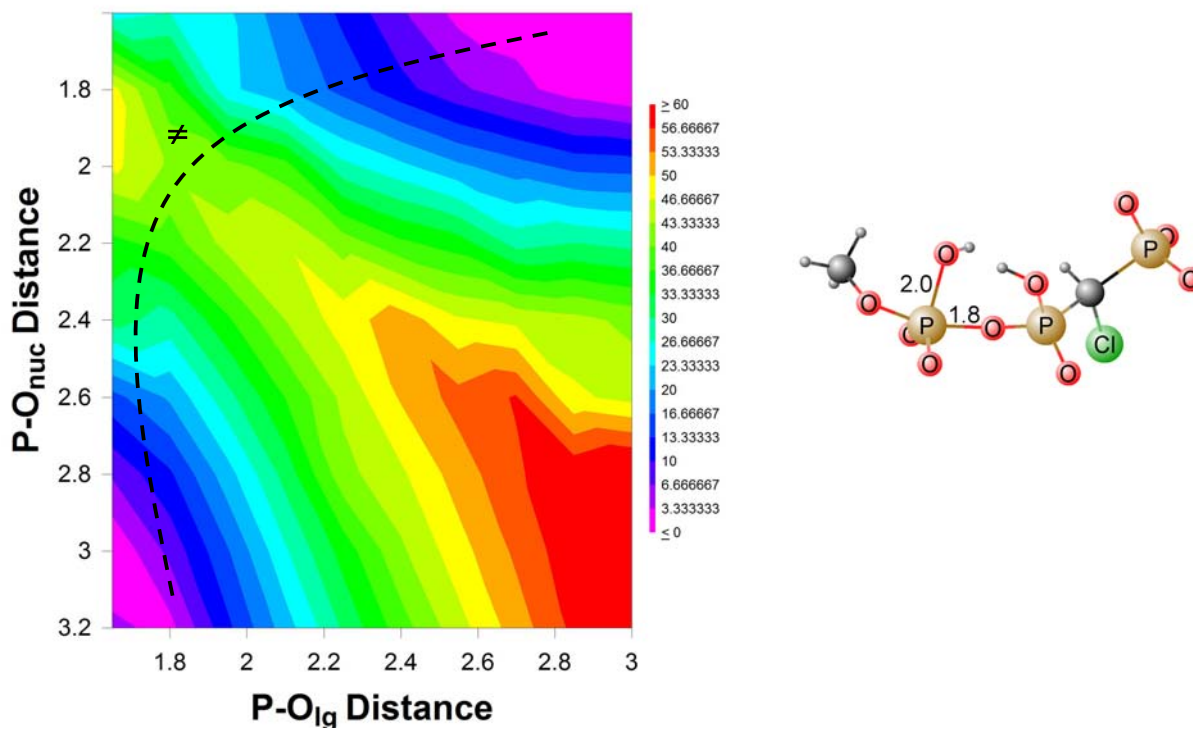 1.8
2
2.2
2.4
2.6
2.8
3
3.2
P-Onuc Distance
≠
1.8
2
2.2
2.4
2.6
2.8
3
P-Olg Distance
≥ 60
56.66667
53.33333
50
46.66667
43.33333
40
36.66667
33.33333
30
26.66667
23.33333
20
16.66667
13.33333
10
6.666667
3.333333
≤ 0
O
O
P
O
O
O
2.0
O
1.8
P
O
P
O
O
Cl
O